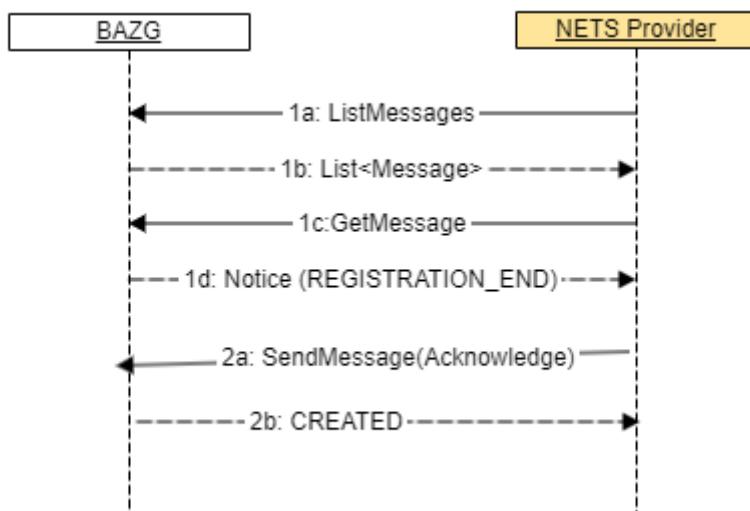 BAZG
NETS Provider
1a: ListMessages
1b: List<Message>
1c:GetMessage
1d: Notice (REGISTRATION_END)
2a: SendMessage(Acknowledge)
2b: CREATED